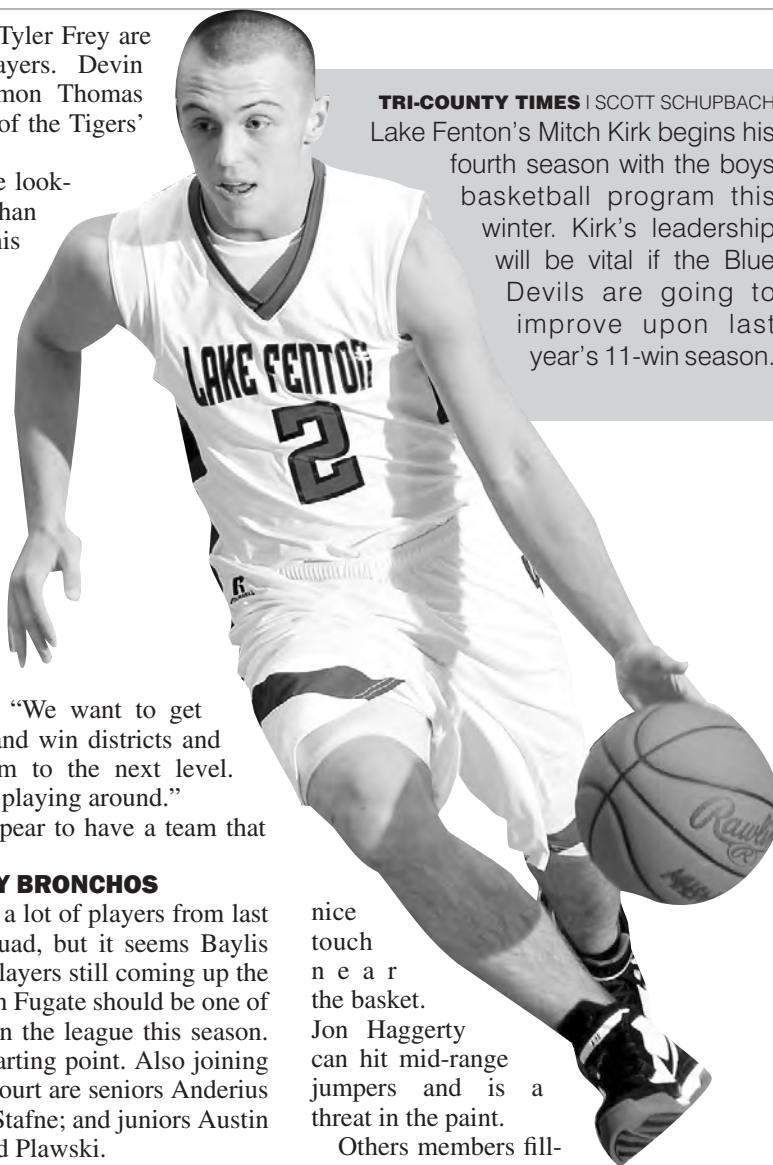 Tyler Frey are
ayers. Devin
mon Thomas
of the Tigers'
e look-
han
his
“We want to get
and win districts and
m to the next level.
playing around.”
pear to have a team that
Y BRONCHOS
a lot of players from last
uad, but it seems Baylis
layers still coming up the
n Fugate should be one of
n the league this season.
arting point. Also joining
ourt are seniors Anderius
Stafne; and juniors Austin
d Plawski.
TRI-COUNTY TIMES | SCOTT SCHUPBACH
Lake Fenton’s Mitch Kirk begins his
fourth season with the boys
basketball program this
winter. Kirk’s leadership
will be vital if the Blue
Devils are going to
improve upon last
year’s 11-win season.
LAKE FENTON
2
R
Rawli
nice
touch
near
the basket.
Jon Haggerty
can hit mid-range
jumpers and is a
threat in the paint.
Others members fill-